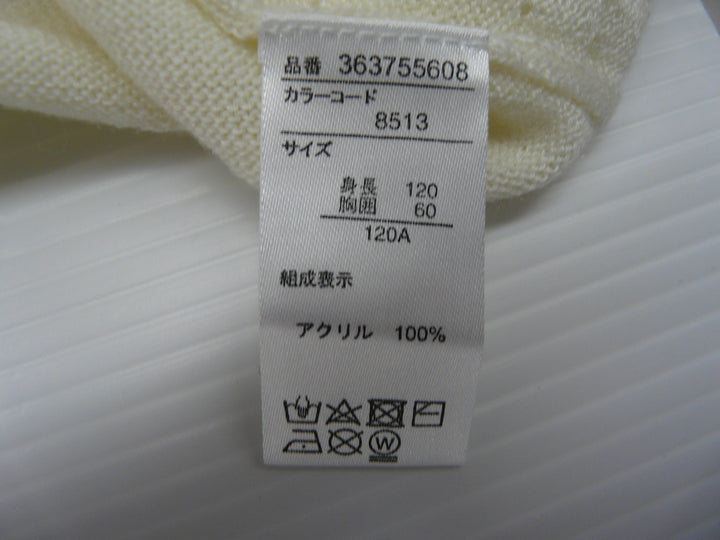 品番 363755608
カラーコード
8513
サイズ
身長 120
胸囲 60
120A
組成表示
アクリル 100%
W